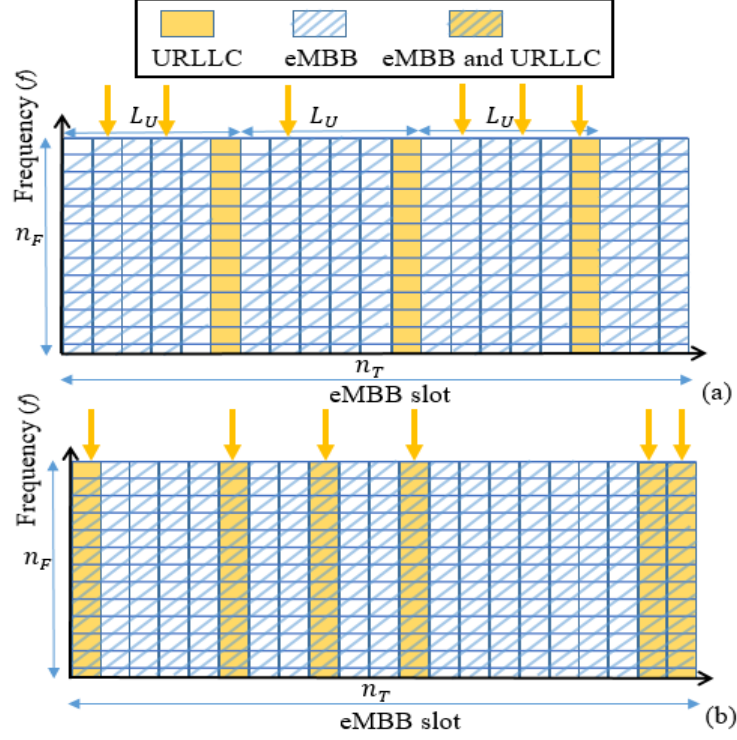 URLLC eMBB eMBB and URLLC
Frequency (f)
L_U L_U L_U
n_F
n_T
eMBB slot
(a)
Frequency (f)
n_F
n_T
eMBB slot
(b)